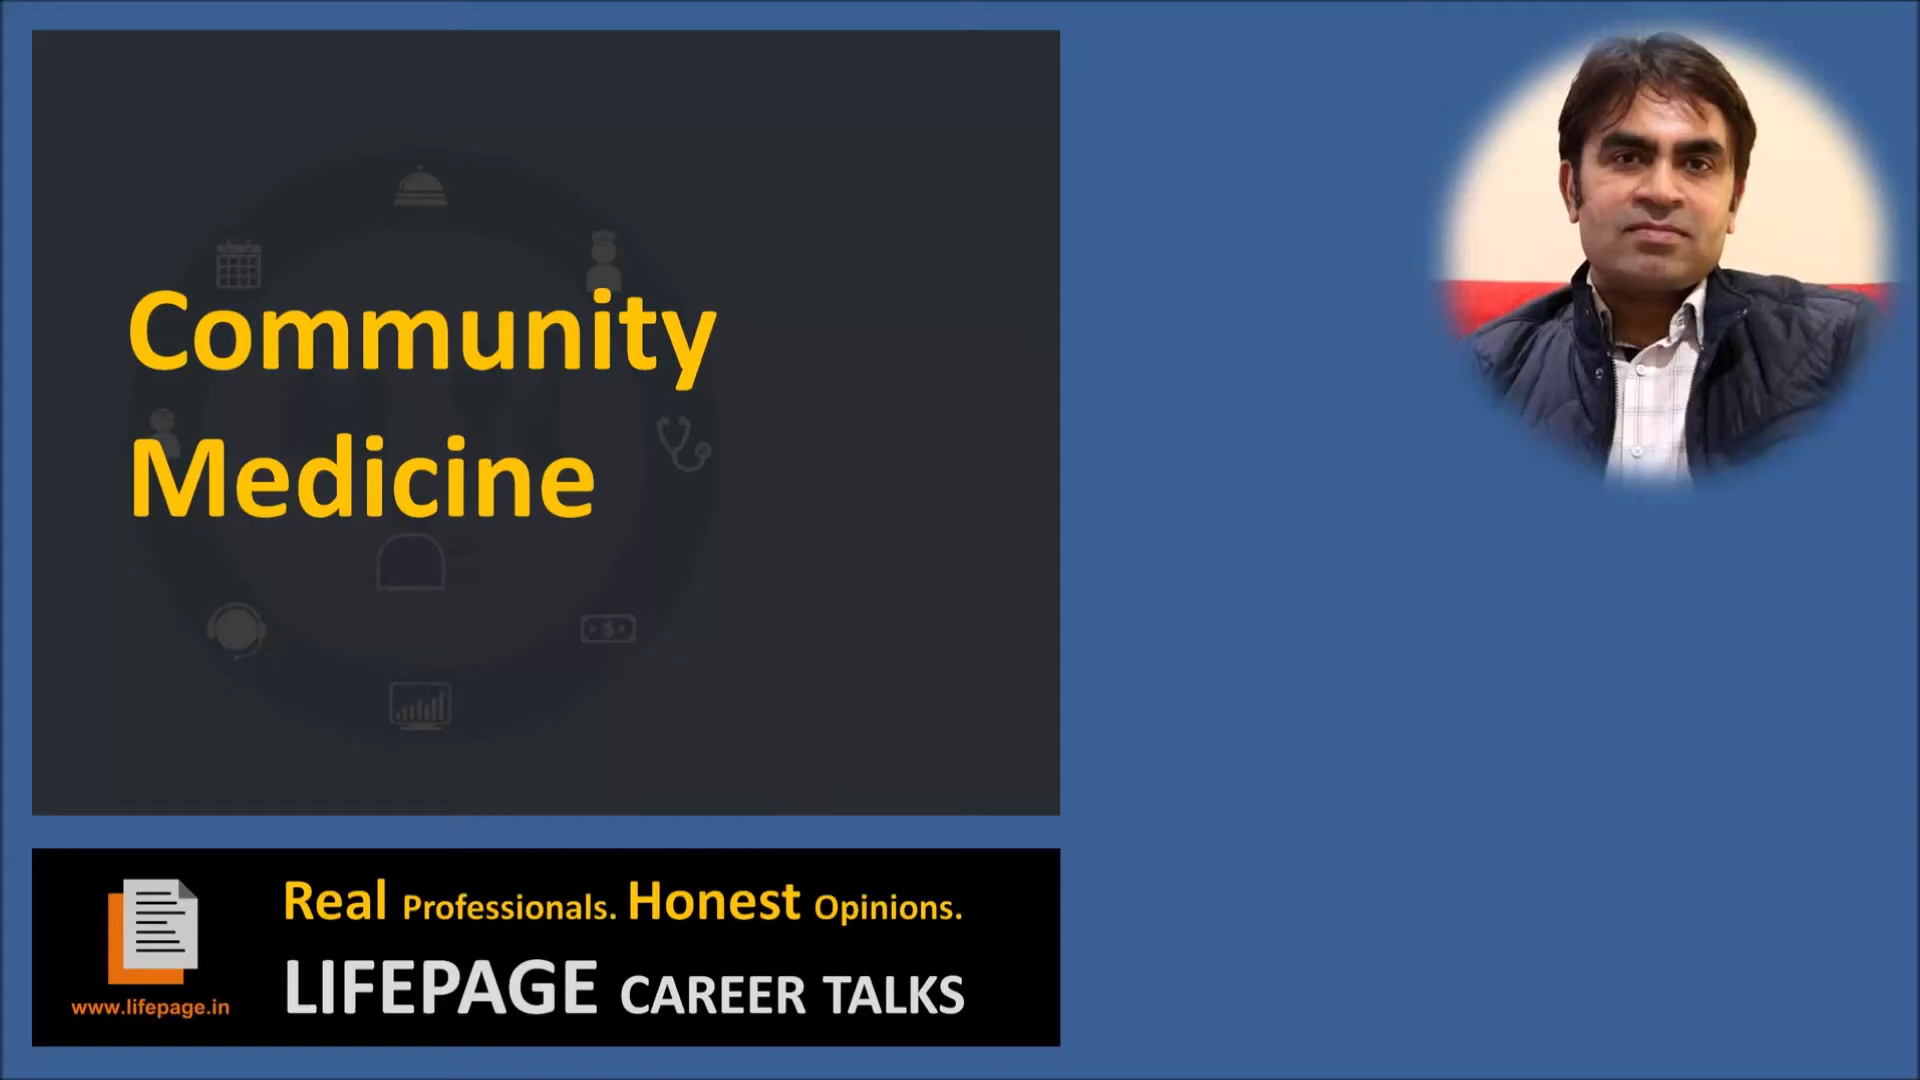 Community
Medicine
Real Professionals. Honest Opinions.
LIFEPAGE CAREER TALKS
www.lifepage.in